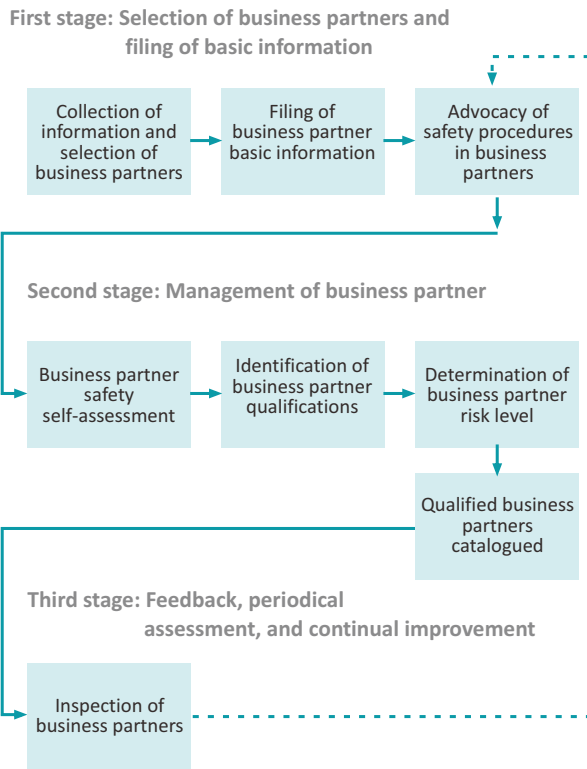 First stage: Selection of business partners and
filing of basic information
Collection of
information and
selection of
business partners
Filing of
business partner
basic information
Advocacy of
safety procedures
in business
partners
Second stage: Management of business partner
Business partner
safety
self-assessment
Identification of
business partner
qualifications
Determination of
business partner
risk level
Qualified business
partners
catalogued
Third stage: Feedback, periodical
assessment, and continual improvement
Inspection of
business partners